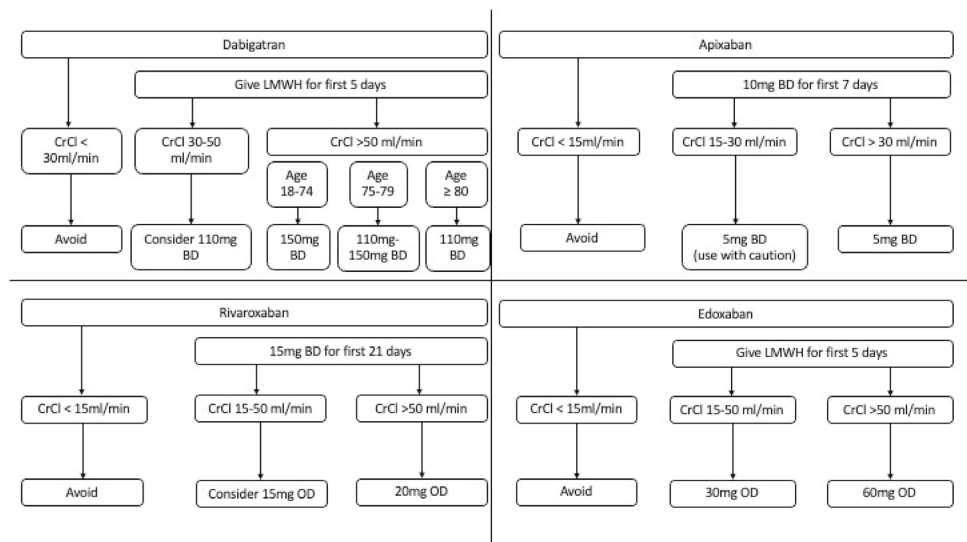 Dabigatran
Give LMWH for first 5 days
CrCl <
30ml/min
CrCl 30-50
ml/min
CrCl >50 ml/min
Age
18-74
Age
75-79
Age
≥ 80
Avoid
Consider 110mg
BD
150mg
BD
110mg-
150mg BD
110mg
BD
Apixaban
10mg BD for first 7 days
CrCl < 15ml/min
CrCl 15-30 ml/min
CrCl > 30 ml/min
Avoid
5mg BD
(use with caution)
5mg BD
Rivaroxaban
15mg BD for first 21 days
CrCl < 15ml/min
CrCl 15-50 ml/min
CrCl >50 ml/min
Avoid
Consider 15mg OD
20mg OD
Edoxaban
Give LMWH for first 5 days
CrCl < 15ml/min
CrCl 15-50 ml/min
CrCl >50 ml/min
Avoid
30mg OD
60mg OD